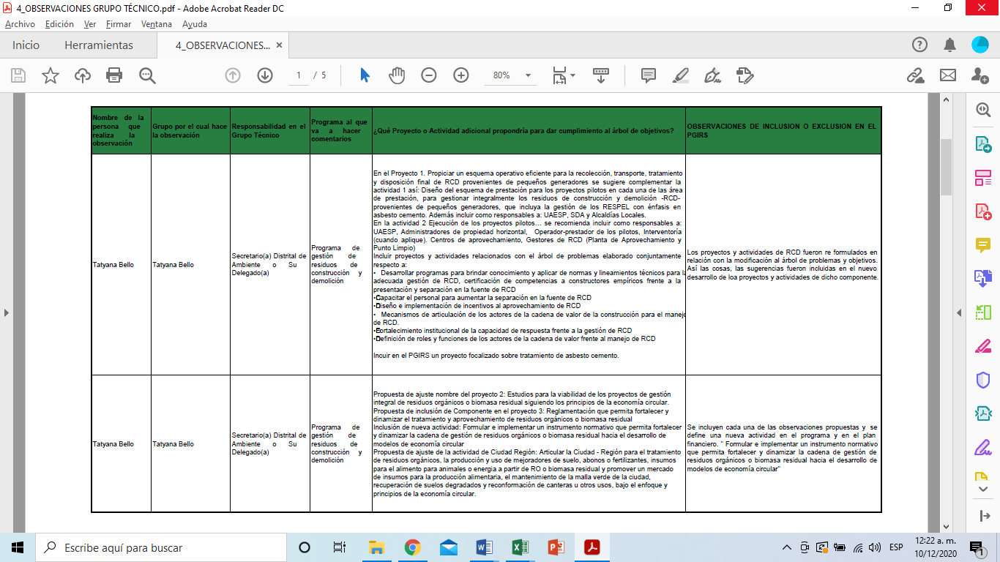 4_OBSERVACIONES GRUPO TÉCNICO.pdf - Adobe Acrobat Reader DC
Archivo Edición Ver Firmar Ventana Ayuda
Inicio Herramientas 4_OBSERVACIONES... ×
1 / 5 80%
Nombre de la
persona que
realiza la
observación
Grupo por el cual hace
la observación
Responsabilidad en el
Grupo Técnico
Programa al que
va a hacer
comentarios
¿Qué Proyecto o Actividad adicional propondría para dar cumplimiento al árbol de objetivos?
OBSERVACIONES DE INCLUSION O EXCLUSION EN EL
PGIRS
Tatyana Bello
Tatyana Bello
Secretario(a) Distrital de
Ambiente o Su
Delegado(a)
Programa de
gestión de
residuos de
construcción y
demolición
En el Proyecto 1. Propiciar un esquema operativo eficiente para la recolección, transporte, tratamiento
y disposición final de RCD provenientes de pequeños generadores se sugiere complementar la
actividad 1 así: Diseño del esquema de prestación para los proyectos pilotos en cada una de las área
de prestación, para gestionar integralmente los residuos de construcción y demolición -RCD-
provenientes de pequeños generadores, que incluya la gestión de los RESPEL con énfasis en
asbesto cemento. Además incluir como responsables a: UAESP, SDA y Alcaldías Locales.
En la actividad 2 Ejecución de los proyectos pilotos... se recomienda incluir como responsables a:
UAESP, Administradores de propiedad horizontal, Operador-prestador de los pilotos, Interventoría
(cuando aplique). Centros de aprovechamiento, Gestores de RCD (Planta de Aprovechamiento y
Punto Limpio)
Incluir proyectos y actividades relacionados con el árbol de problemas elaborado conjuntamente
respecto a:
• Desarrollar programas para brindar conocimiento y aplicar de normas y lineamientos técnicos para la
adecuada gestión de RCD, certificación de competencias a constructores empíricos frente a la
presentación y separación en la fuente de RCD
•Capacitar el personal para aumentar la separación en la fuente de RCD
•Diseño e implementación de incentivos al aprovechamiento de RCD
• Mecanismos de articulación de los actores de la cadena de valor de la construcción para el manejo
de RCD.
•Fortalecimiento institucional de la capacidad de respuesta frente a la gestión de RCD
•Definición de roles y funciones de los actores de la cadena de valor frente al manejo de RCD
Incuir en el PGIRS un proyecto focalizado sobre tratamiento de asbesto cemento.
Los proyectos y actividades de RCD fueron re formulados en
relación con la modificación al árbol de problemas y objetivos.
Así las cosas, las sugerencias fueron incluidas en el nuevo
desarrollo de loa proyectos y actividades de dicho componente.
Tatyana Bello
Tatyana Bello
Secretario(a) Distrital de
Ambiente o Su
Delegado(a)
Programa de
gestión de
residuos de
construcción y
demolición
Propuesta de ajuste nombre del proyecto 2: Estudios para la viabilidad de los proyectos de gestión
integral de residuos orgánicos o biomasa residual siguiendo los principios de la economía circular.
Propuesta de inclusión de Componente en el proyecto 3: Reglamentación que permita fortalecer y
dinamizar el tratamiento y aprovechamiento de residuos orgánicos o biomasa residual
Inclusión de nueva actividad: Formular e implementar un instrumento normativo que permita fortalecer
y dinamizar la cadena de gestión de residuos orgánicos o biomasa residual hacia el desarrollo de
modelos de economía circular
Propuesta de ajuste de la actividad de Ciudad Región: Articular la Ciudad - Región para el tratamiento
de residuos orgánicos, la producción y uso de mejoradores de suelo, abonos o fertilizantes, insumos
para el alimento para animales o energia a partir de RO o biomasa residual y promover un mercado
de insumos para la producción alimentaria, el mantenimiento de la malla verde de la ciudad,
recuperación de suelos degradados y reconformación de canteras u otros usos, bajo el enfoque y
principios de la economía circular.
Se incluyen cada una de las observaciones propuestas y se
define una nueva actividad en el programa y en el plan
financiero. " Formular e implementar un instrumento normativo
que permita fortalecer y dinamizar la cadena de gestión de
residuos orgánicos o biomasa residual hacia el desarrollo de
modelos de economía circular"
Escribe aquí para buscar
ESP
12:22 a. m.
10/12/2020
1